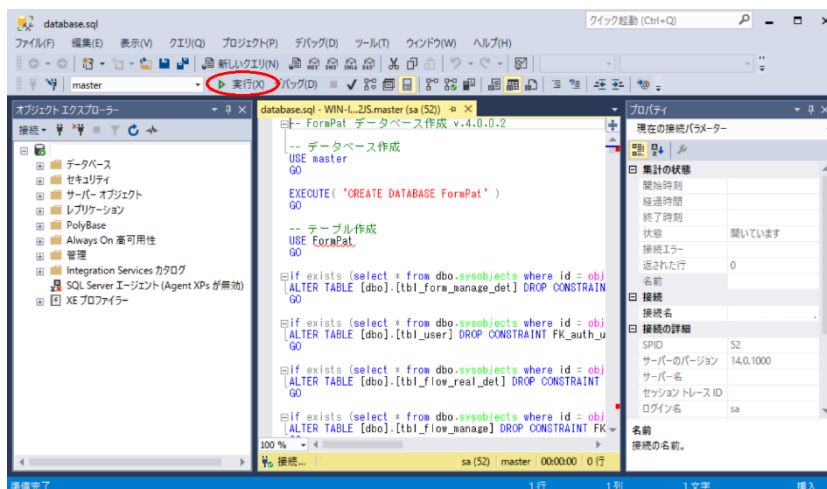 database.sql
クイック起動 (Ctrl+Q)
ファイル(F) 編集(E) 表示(V) クエリ(Q) プロジェクト(P) デバッグ(D) ツール(T) ウィンドウ(W) ヘルプ(H)
新しいクエリ(N)
master 実行(X) デバッグ(D)
オブジェクト エクスプローラー
接続
データベース
セキュリティ
サーバー オブジェクト
レプリケーション
PolyBase
Always On 高可用性
管理
Integration Services カタログ
SQL Server エージェント (Agent XPs が無効)
XE プロファイラー
database.sql - WIN-I...2JS.master (sa (52))
-- FormPat データベース作成 v.4.0.0.2
-- データベース作成
USE master
GO
EXECUTE( 'CREATE DATABASE FormPat' )
GO
-- テーブル作成
USE FormPat
GO
if exists (select * from dbo.sysobjects where id = obj
ALTER TABLE [dbo].[tbl_form_manage_det] DROP CONSTRAIN
GO
if exists (select * from dbo.sysobjects where id = obj
ALTER TABLE [dbo].[tbl_user] DROP CONSTRAINT FK_auth_u
GO
if exists (select * from dbo.sysobjects where id = obj
ALTER TABLE [dbo].[tbl_flow_real_det] DROP CONSTRAINT
GO
if exists (select * from dbo.sysobjects where id = obj
ALTER TABLE [dbo].[tbl_flow_manage] DROP CONSTRAINT FK
100 %
接続... sa (52) master 00:00:00 0 行
プロパティ
現在の接続パラメーター
集計の状態
開始時刻
経過時間
終了時刻
状態 開いています
接続エラー
返された行 0
名前
接続
接続名
接続の詳細
SPID 52
サーバーのバージョン 14.0.1000
サーバー名
セッション トレース ID
ログイン名 sa
名前
接続の名前。
準備完了 1 行 1 列 1 文字 挿入